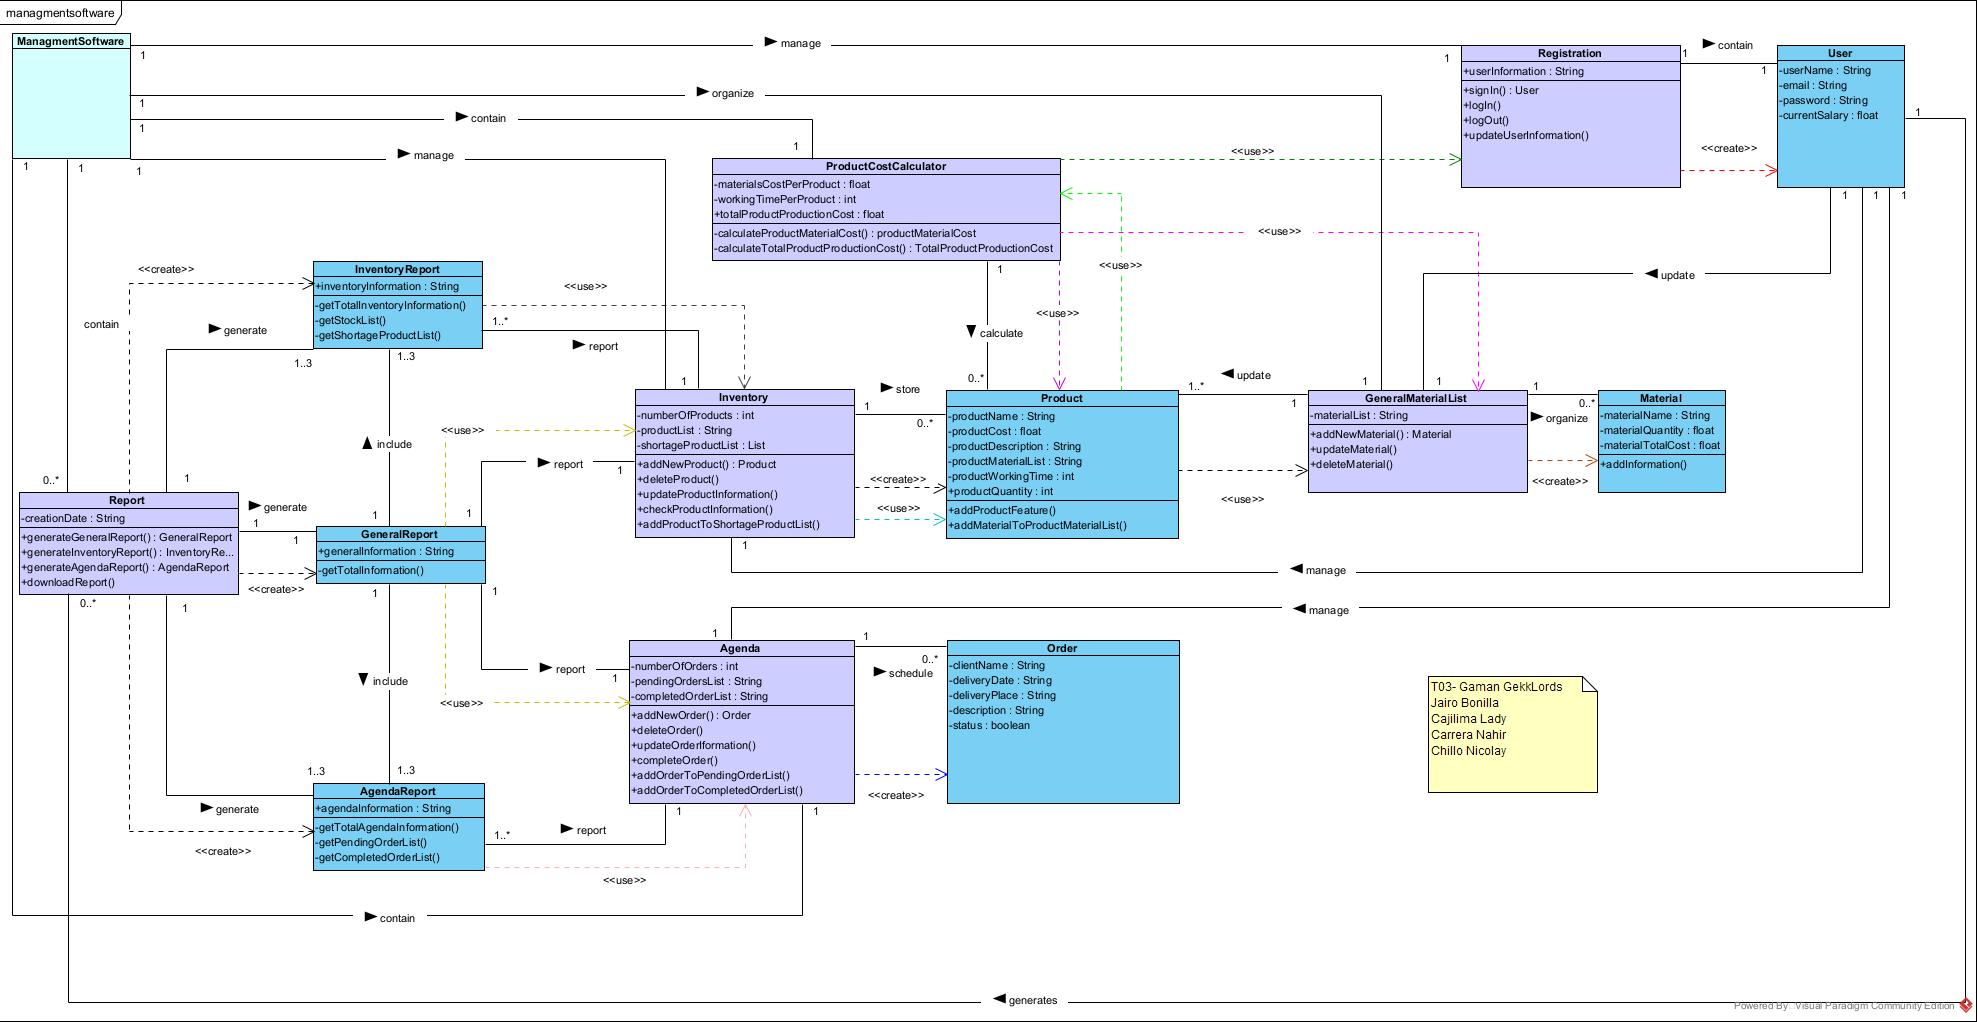 managmentsoftware
ManagmentSoftware
1
manage
1
1
organize
1
contain
1
1
manage
1
1
Registration
+userInformation : String
+signIn() : User
+logIn()
+logOut()
+updateUserInformation()
1
contain
1
<<create>>
User
-userName : String
-email : String
-password : String
-currentSalary : float
1
1
1
1
ProductCostCalculator
-materialsCostPerProduct : float
-workingTimePerProduct : int
+totalProductProductionCost : float
-calculateProductMaterialCost() : productMaterialCost
-calculateTotalProductProductionCost() : TotalProductProductionCost
<<use>>
<<use>>
<<use>>
<<use>>
1
calculate
0..*
update
<<create>>
contain
generate
InventoryReport
+inventoryInformation : String
-getTotalInventoryInformation()
-getStockList()
-getShortageProductList()
<<use>>
1..*
report
1..3
1..3
1
Inventory
-numberOfProducts : int
-productList : String
-shortageProductList : List
+addNewProduct() : Product
+deleteProduct()
+updateProductInformation()
+checkProductInformation()
+addProductToShortageProductList()
1
store
1
0..*
<<create>>
<<use>>
Product
-productName : String
-productCost : float
-productDescription : String
-productMaterialList : String
-productWorkingTime : int
+productQuantity : int
+addProductFeature()
+addMaterialToProductMaterialList()
update
1..*
1
<<use>>
1
1
GeneralMaterialList
-materialList : String
+addNewMaterial() : Material
+updateMaterial()
+deleteMaterial()
1
0..*
organize
<<create>>
Material
-materialName : String
-materialQuantity : float
-materialTotalCost : float
+addInformation()
include
<<use>>
report
1
0..*
1
Report
-creationDate : String
+generateGeneralReport() : GeneralReport
+generateInventoryReport() : InventoryRe...
+generateAgendaReport() : AgendaReport
+downloadReport()
generate
1
1
<<create>>
1
1
GeneralReport
+generalInformation : String
-getTotalInformation()
1
1
0..*
1
manage
manage
include
<<use>>
report
1
1
Agenda
-numberOfOrders : int
-pendingOrdersList : String
-completedOrderList : String
+addNewOrder() : Order
+deleteOrder()
+updateOrderIformation()
+completeOrder()
+addOrderToPendingOrderList()
+addOrderToCompletedOrderList()
1
0..*
schedule
<<create>>
Order
-clientName : String
-deliveryDate : String
-deliveryPlace : String
-description : String
-status : boolean
T03- Gaman GekkLords
Jairo Bonilla
Cajilima Lady
Carrera Nahir
Chillo Nicolay
1..3
1..3
generate
<<create>>
AgendaReport
+agendaInformation : String
-getTotalAgendaInformation()
-getPendingOrderList()
-getCompletedOrderList()
1..*
report
1
1
<<use>>
contain
generates
Powered By: Visual Paradigm Community Edition